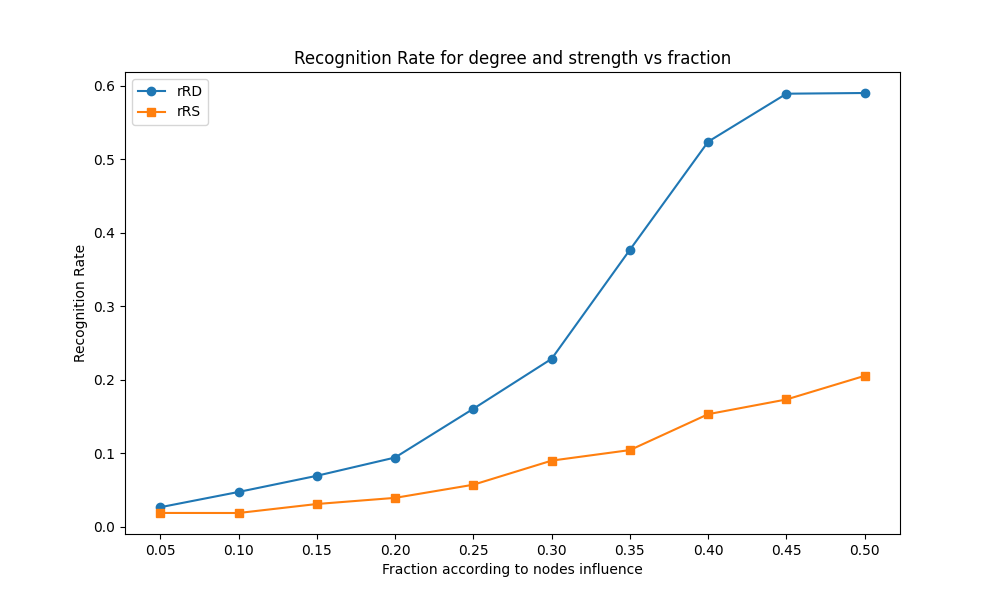 Recognition Rate for degree and strength vs fraction
rRD
rRS
0.6
0.5
0.4
0.3
0.2
0.1
0.0
Recognition Rate
0.05 0.10 0.15 0.20 0.25 0.30 0.35 0.40 0.45 0.50
Fraction according to nodes influence